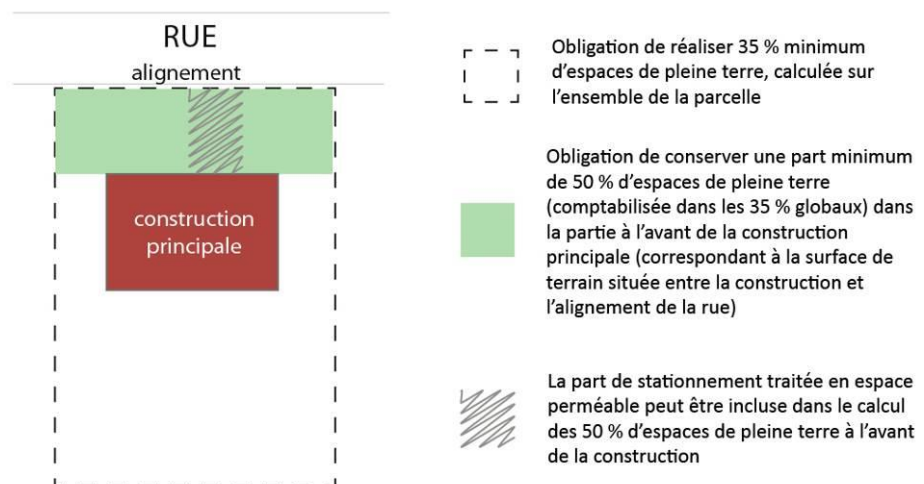 RUE
alignement
construction
principale
Obligation de réaliser 35 % minimum
d'espaces de pleine terre, calculée sur
l'ensemble de la parcelle
Obligation de conserver une part minimum
de 50 % d'espaces de pleine terre
(comptabilisée dans les 35 % globaux) dans
la partie à l'avant de la construction
principale (correspondant à la surface de
terrain située entre la construction et
l'alignement de la rue)
La part de stationnement traitée en espace
perméable peut être incluse dans le calcul
des 50 % d'espaces de pleine terre à l'avant
de la construction